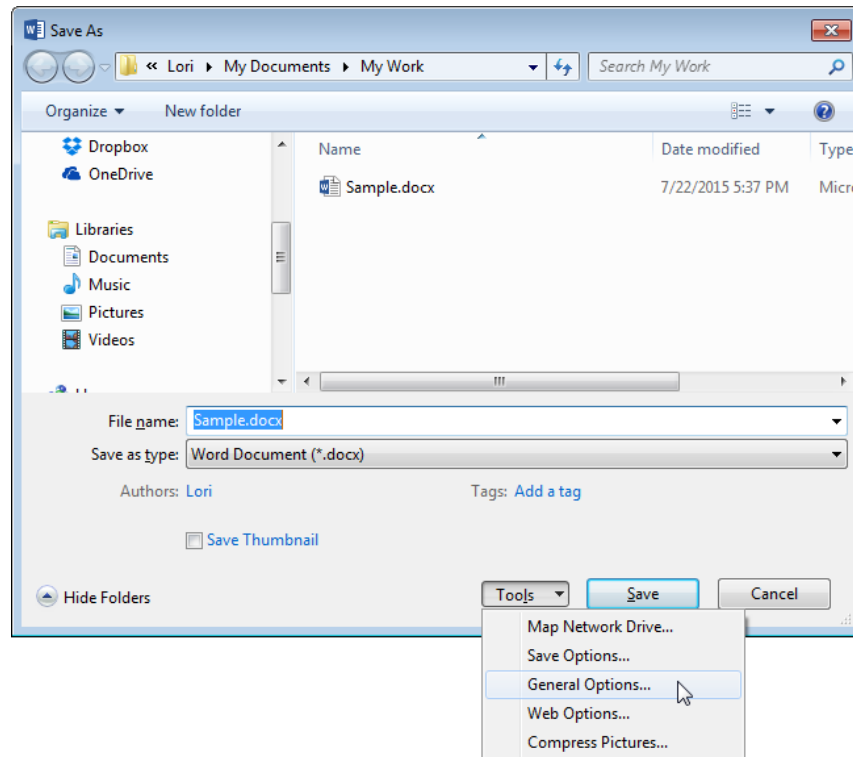 Save As
« Lori ▸ My Documents ▸ My Work
Search My Work
Organize
New folder
Dropbox
OneDrive
Libraries
Documents
Music
Pictures
Videos
Name
Date modified
Type
Sample.docx
7/22/2015 5:37 PM
Micr
File name: Sample.docx
Save as type: Word Document (*.docx)
Authors: Lori
Tags: Add a tag
Save Thumbnail
Hide Folders
Tools
Save
Cancel
Map Network Drive...
Save Options...
General Options...
Web Options...
Compress Pictures...